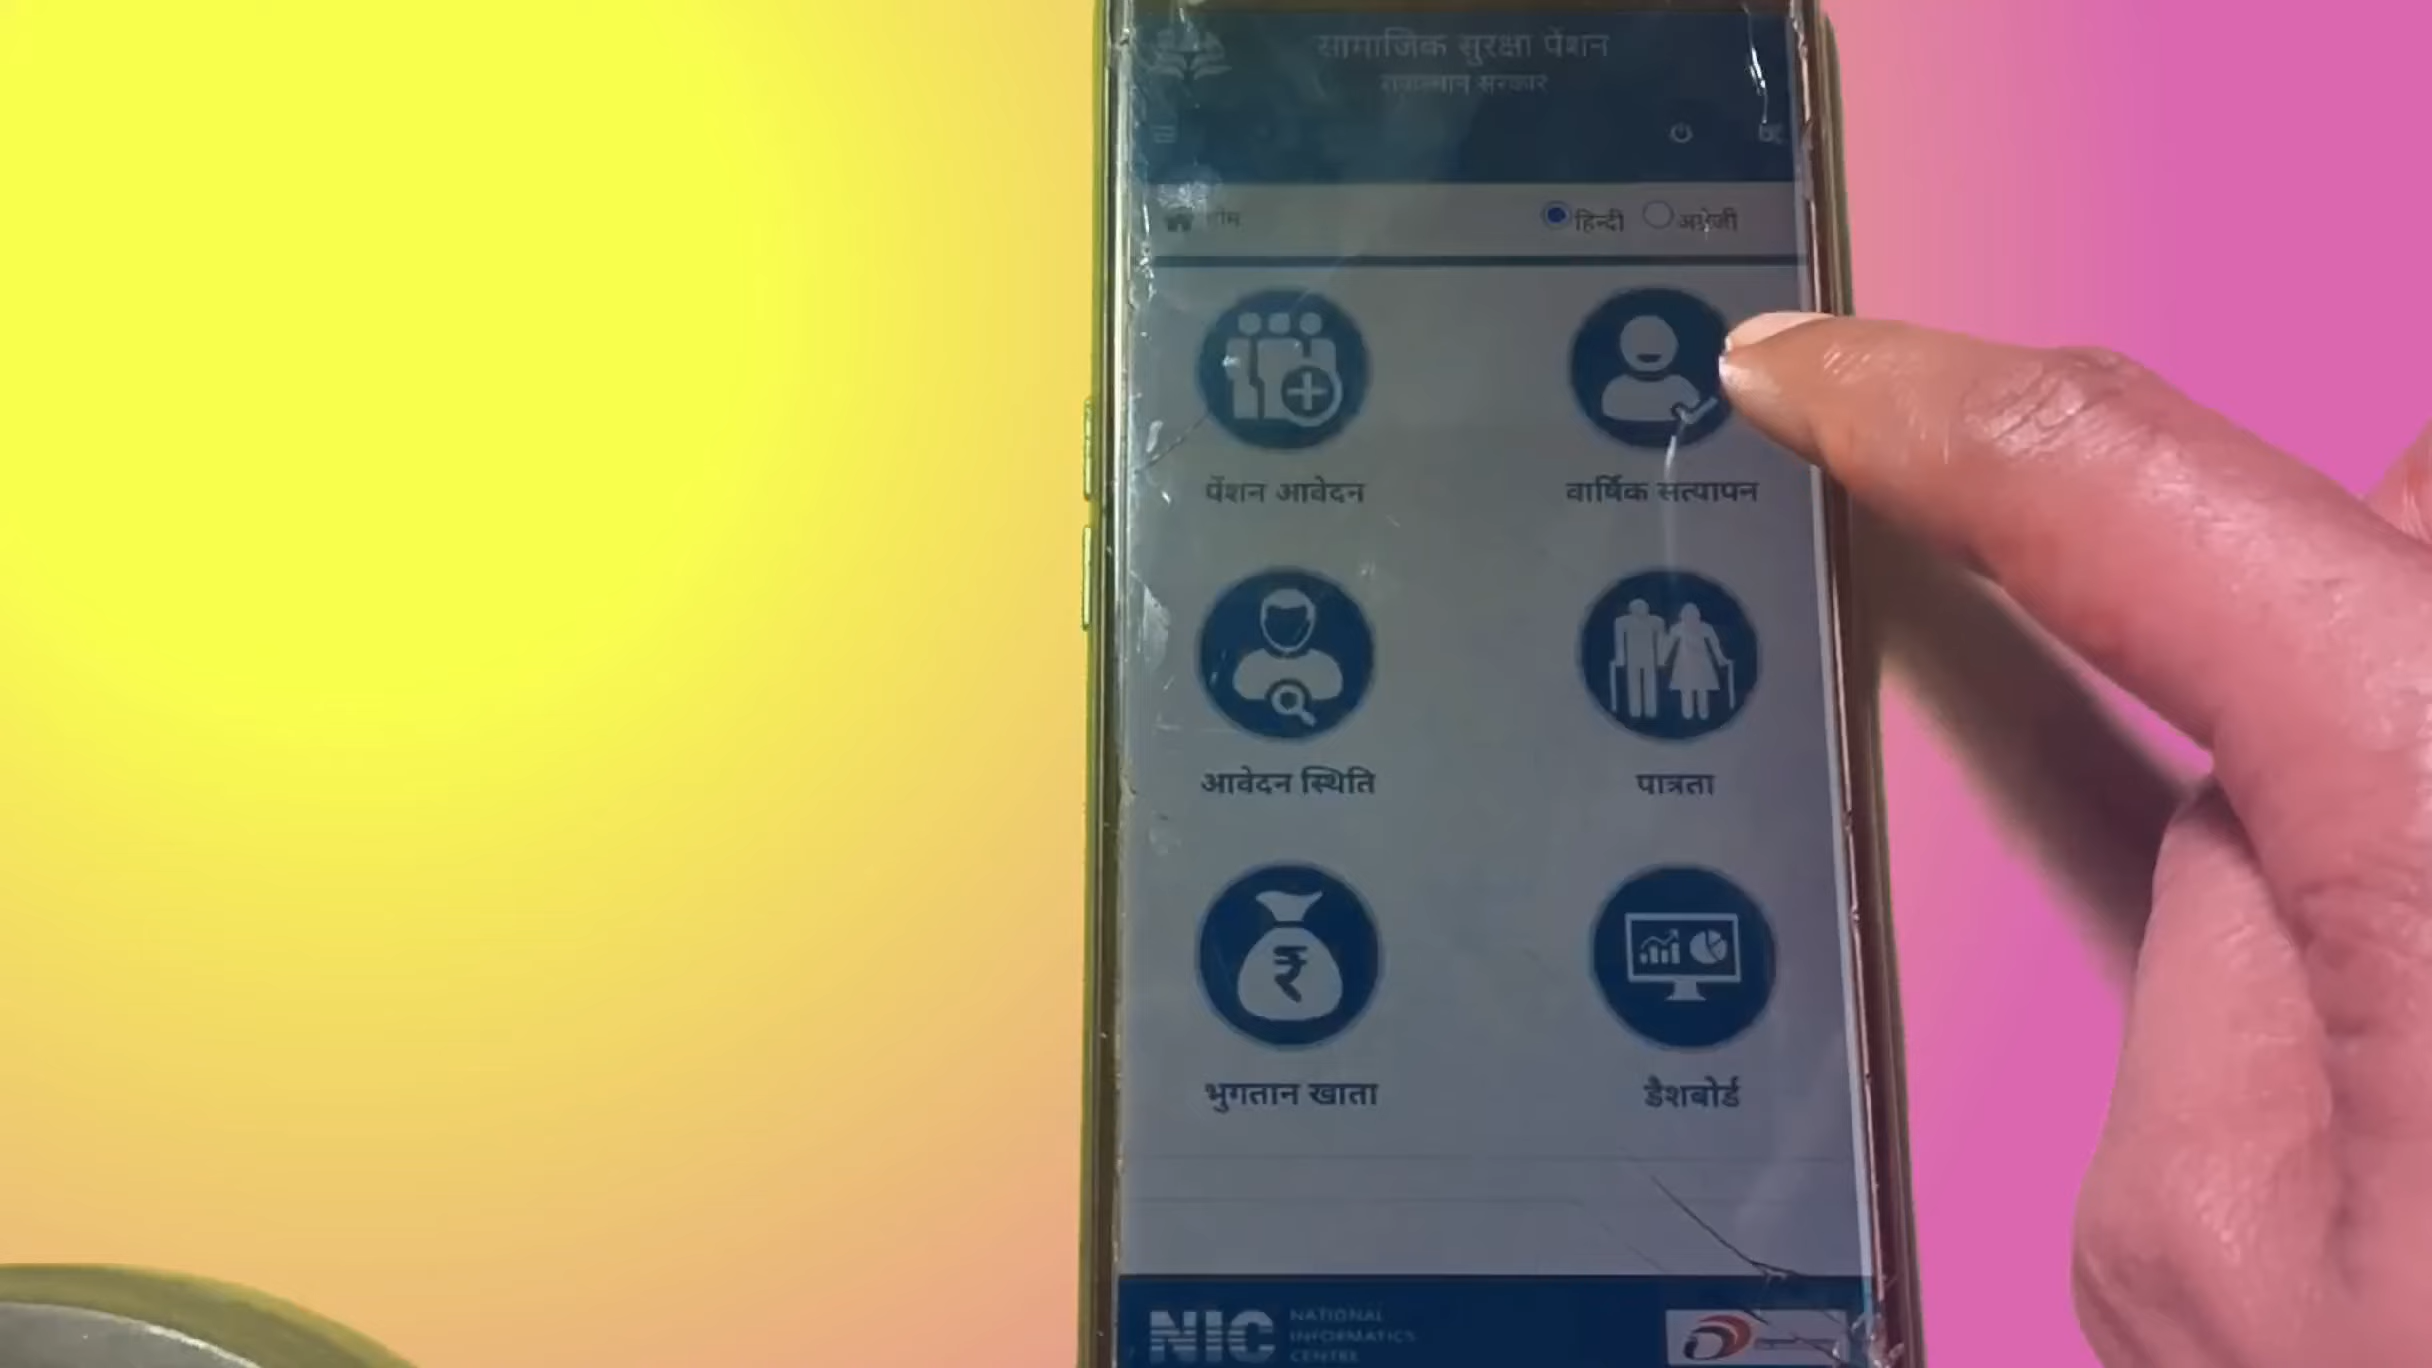 सामाजिक सुरक्षा पेंशन
राजस्थान सरकार
होम
हिन्दी अंग्रेजी
पेंशन आवेदन वार्षिक सत्यापन
आवेदन स्थिति पात्रता
भुगतान खाता डैशबोर्ड
NIC NATIONAL
INFORMATICS
CENTRE